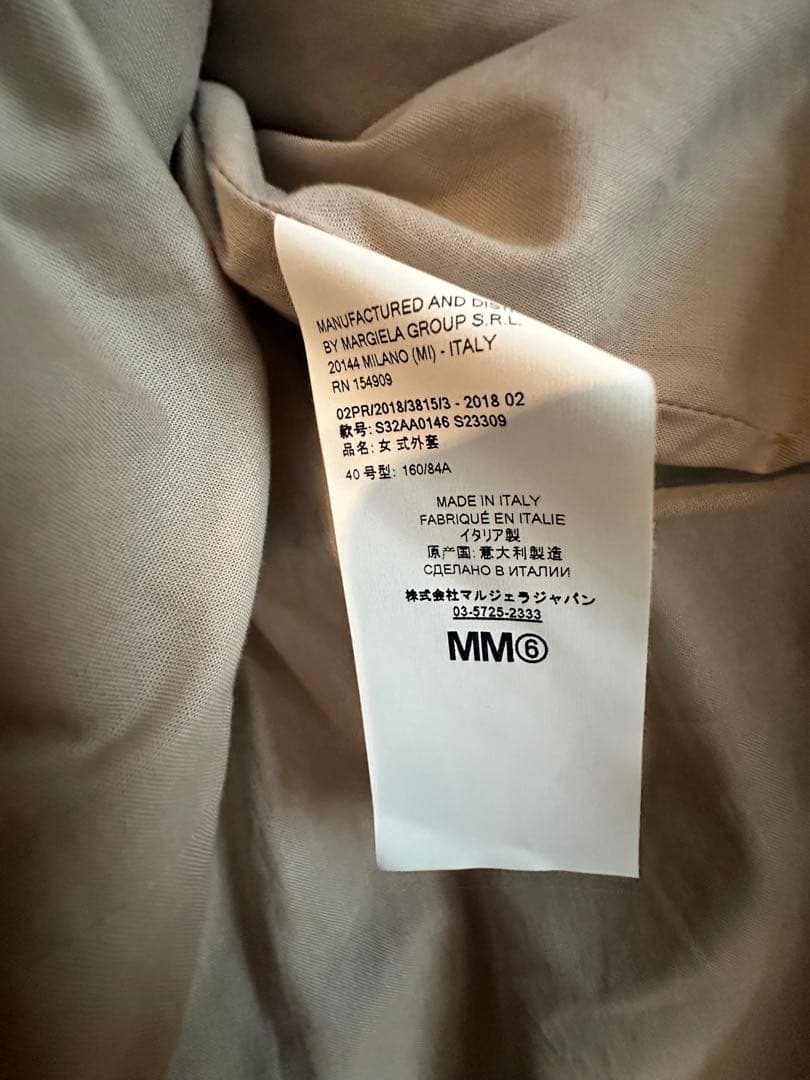 MANUFACTURED AND
BY MARGIELA GROUP S.R.L.
20144 MILANO (MI) - ITALY
RN 154909
02PR/2018/3815/3 - 2018 02
款号: S32AA0146 S23309
品名: 女式外套
40 号型: 160/84A
MADE IN ITALY
FABRIQUÉ EN ITALIE
イタリア製
原产国: 意大利製造
СДЕЛАНО В ИТАЛИИ
株式会社マルジェラジャパン
03-5725-2333
MM⑥